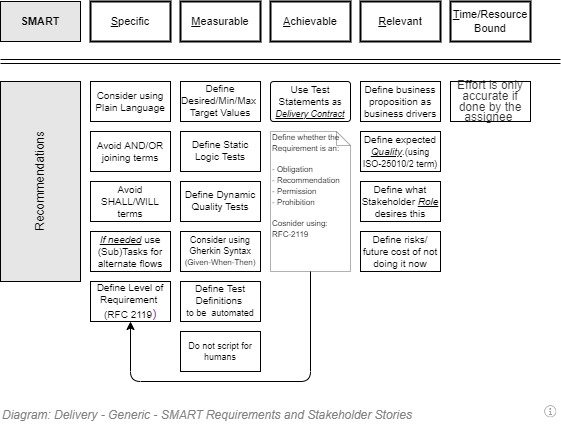 SMART
Specific
Measurable
Achievable
Relevant
Time/Resource
Bound
Recommendations
Consider using
Plain Language
Avoid AND/OR
joining terms
Avoid
SHALL/WILL
terms
If needed use
(Sub)Tasks for
alternate flows
Define Level of
Requirement
(RFC 2119)
Define
Desired/Min/Max
Target Values
Define Static
Logic Tests
Define Dynamic
Quality Tests
Consider using
Gherkin Syntax
(Given-When-Then)
Define Test
Definitions
to be automated
Do not script for
humans
Use Test
Statements as
Delivery Contract
Define whether the
Requirement is an:
- Obligation
- Recommendation
- Permission
- Prohibition
Cosnider using:
RFC-2119
Define business
proposition as
business drivers
Define expected
Quality.(using
ISO-25010/2 term)
Define what
Stakeholder Role
desires this
Define risks/
future cost of not
doing it now
Effort is only
accurate if
done by the
assignee
Diagram: Delivery - Generic - SMART Requirements and Stakeholder Stories